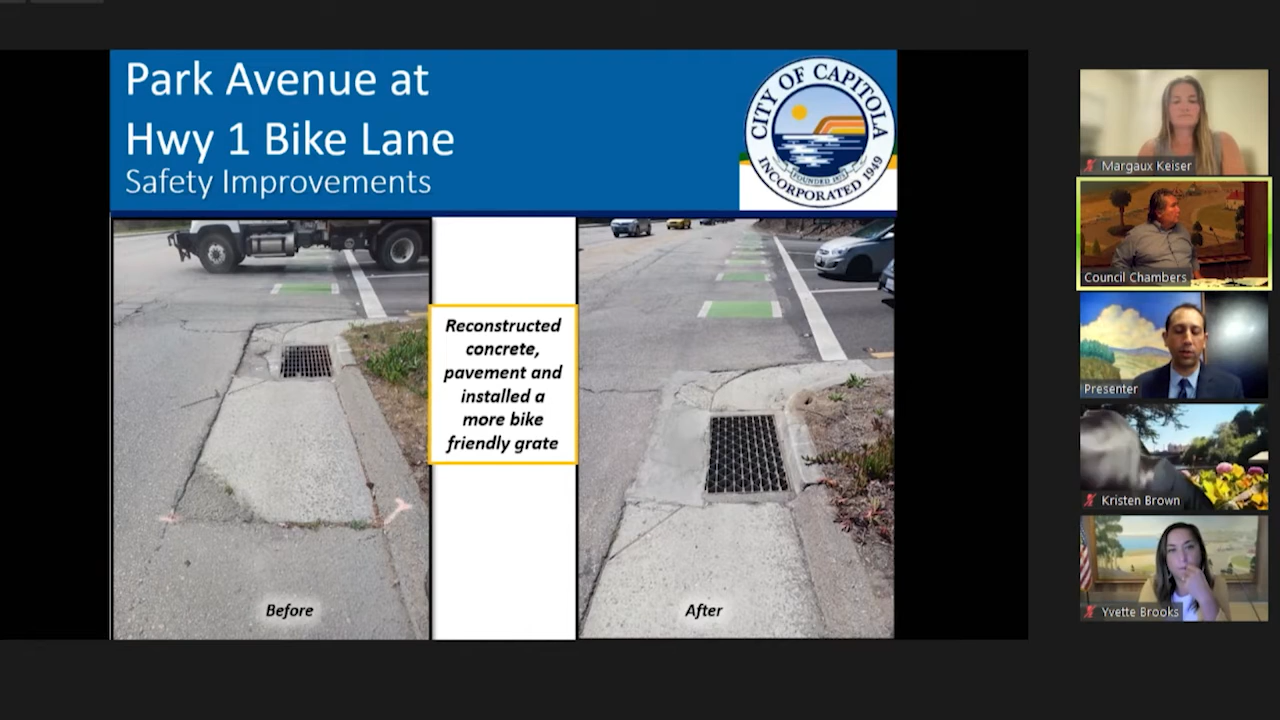 Park Avenue at
Hwy 1 Bike Lane
Safety Improvements
CITY OF CAPITOLA
INCORPORATED 1949
Reconstructed
concrete,
pavement and
installed a
more bike
friendly grate
Before
After
Margaux Keiser
Council Chambers
Presenter
Kristen Brown
Yvette Brooks